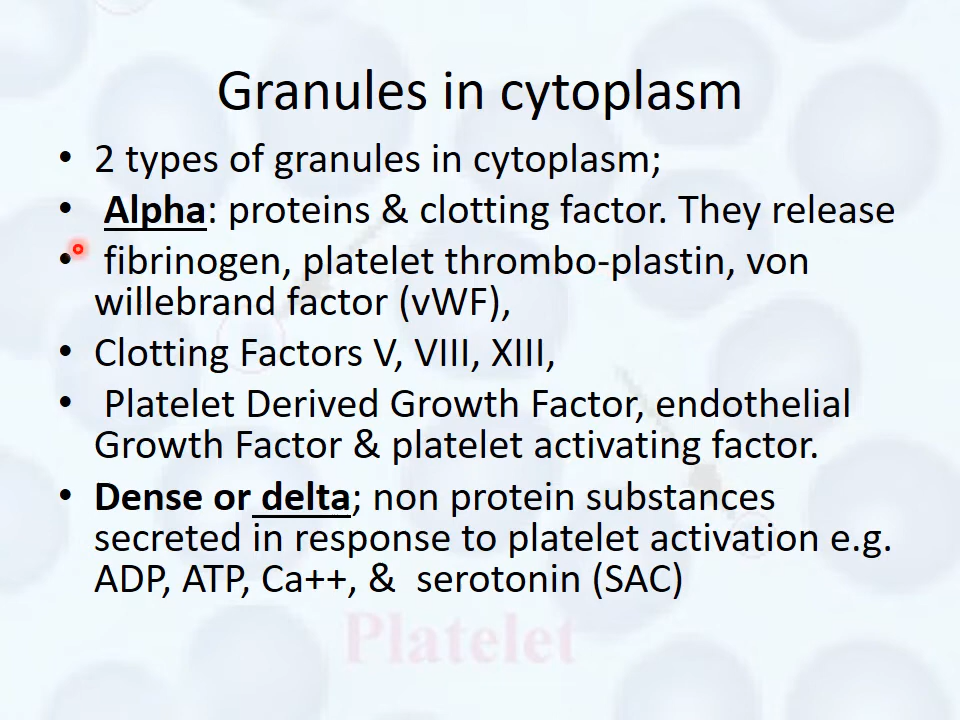 Granules in cytoplasm
• 2 types of granules in cytoplasm;
• Alpha: proteins & clotting factor. They release
• fibrinogen, platelet thrombo-plastin, von
willebrand factor (vWF),
• Clotting Factors V, VIII, XIII,
• Platelet Derived Growth Factor, endothelial
Growth Factor & platelet activating factor.
• Dense or delta; non protein substances
secreted in response to platelet activation e.g.
ADP, ATP, Ca++, & serotonin (SAC)
Platelet